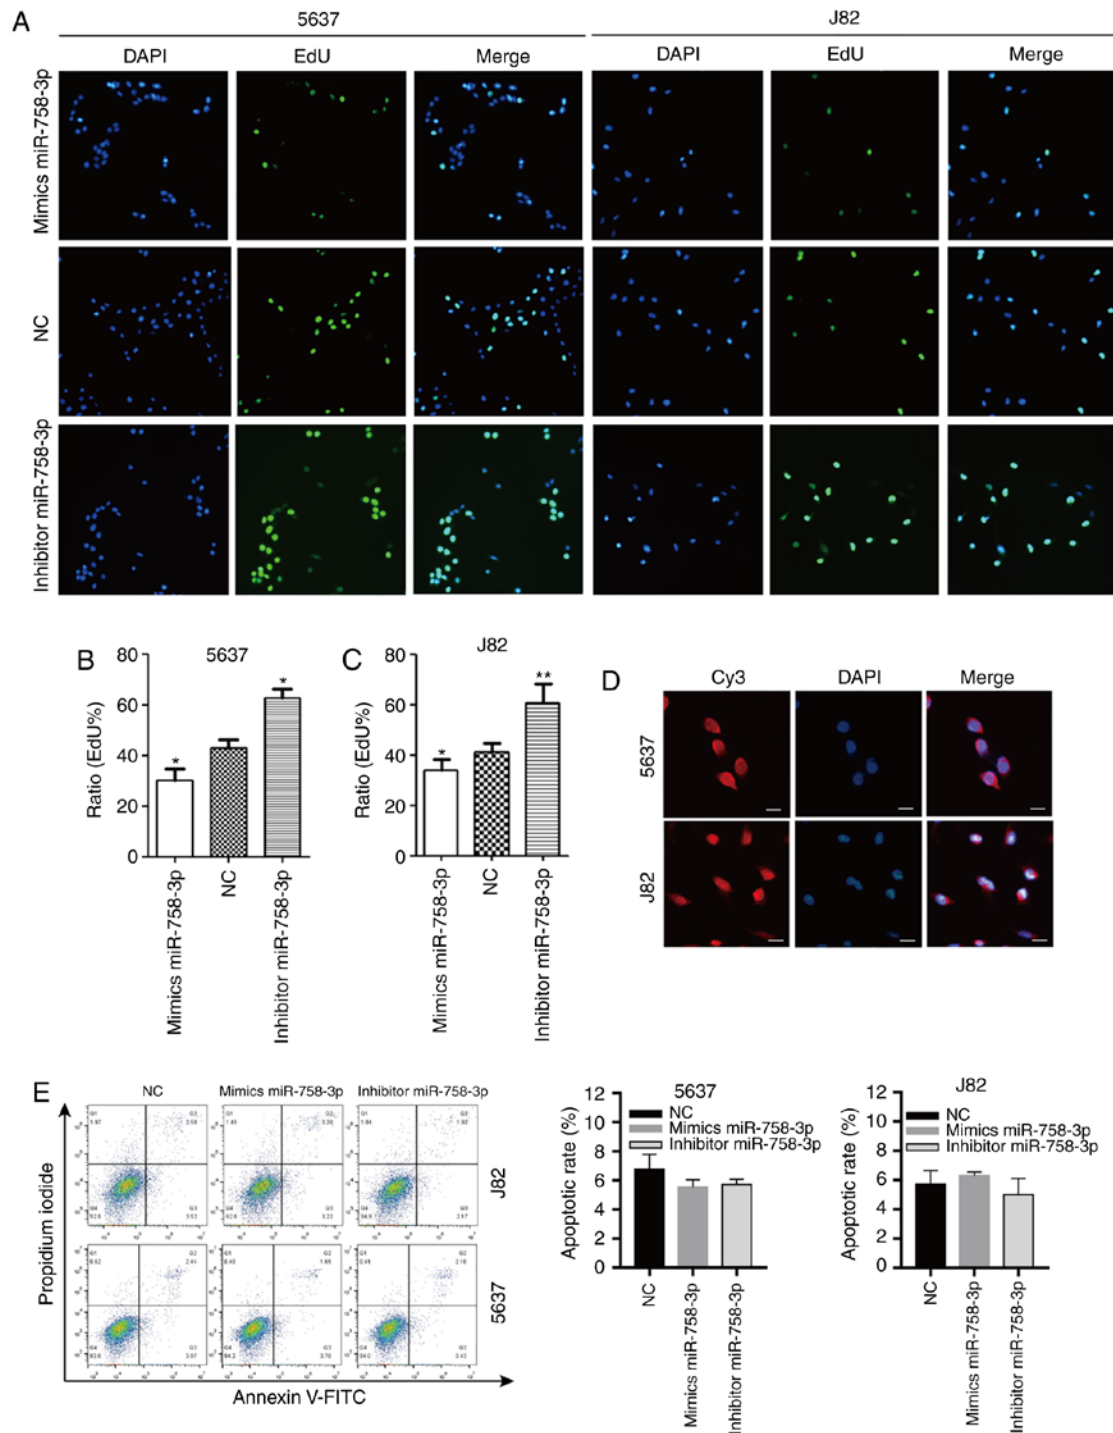 A
5637
J82
DAPI
EdU
Merge
DAPI
EdU
Merge
Mimics miR-758-3p
NC
Inhibitor miR-758-3p
B
5637
Ratio (EdU%)
80
60
40
20
0
*
*
Mimics miR-758-3p
NC
Inhibitor miR-758-3p
C
J82
Ratio (EdU%)
80
60
40
20
0
*
**
Mimics miR-758-3p
NC
Inhibitor miR-758-3p
D
Cy3
DAPI
Merge
5637
J82
E
NC
Mimics miR-758-3p
Inhibitor miR-758-3p
Propidium iodide
J82
5637
Annexin V-FITC
5637
Apoptotic rate (%)
12
10
8
6
4
2
0
NC
Mimics miR-758-3p
Inhibitor miR-758-3p
NC
Mimics miR-758-3p
Inhibitor miR-758-3p
J82
Apoptotic rate (%)
12
10
8
6
4
2
0
NC
Mimics miR-758-3p
Inhibitor miR-758-3p
NC
Mimics miR-758-3p
Inhibitor miR-758-3p